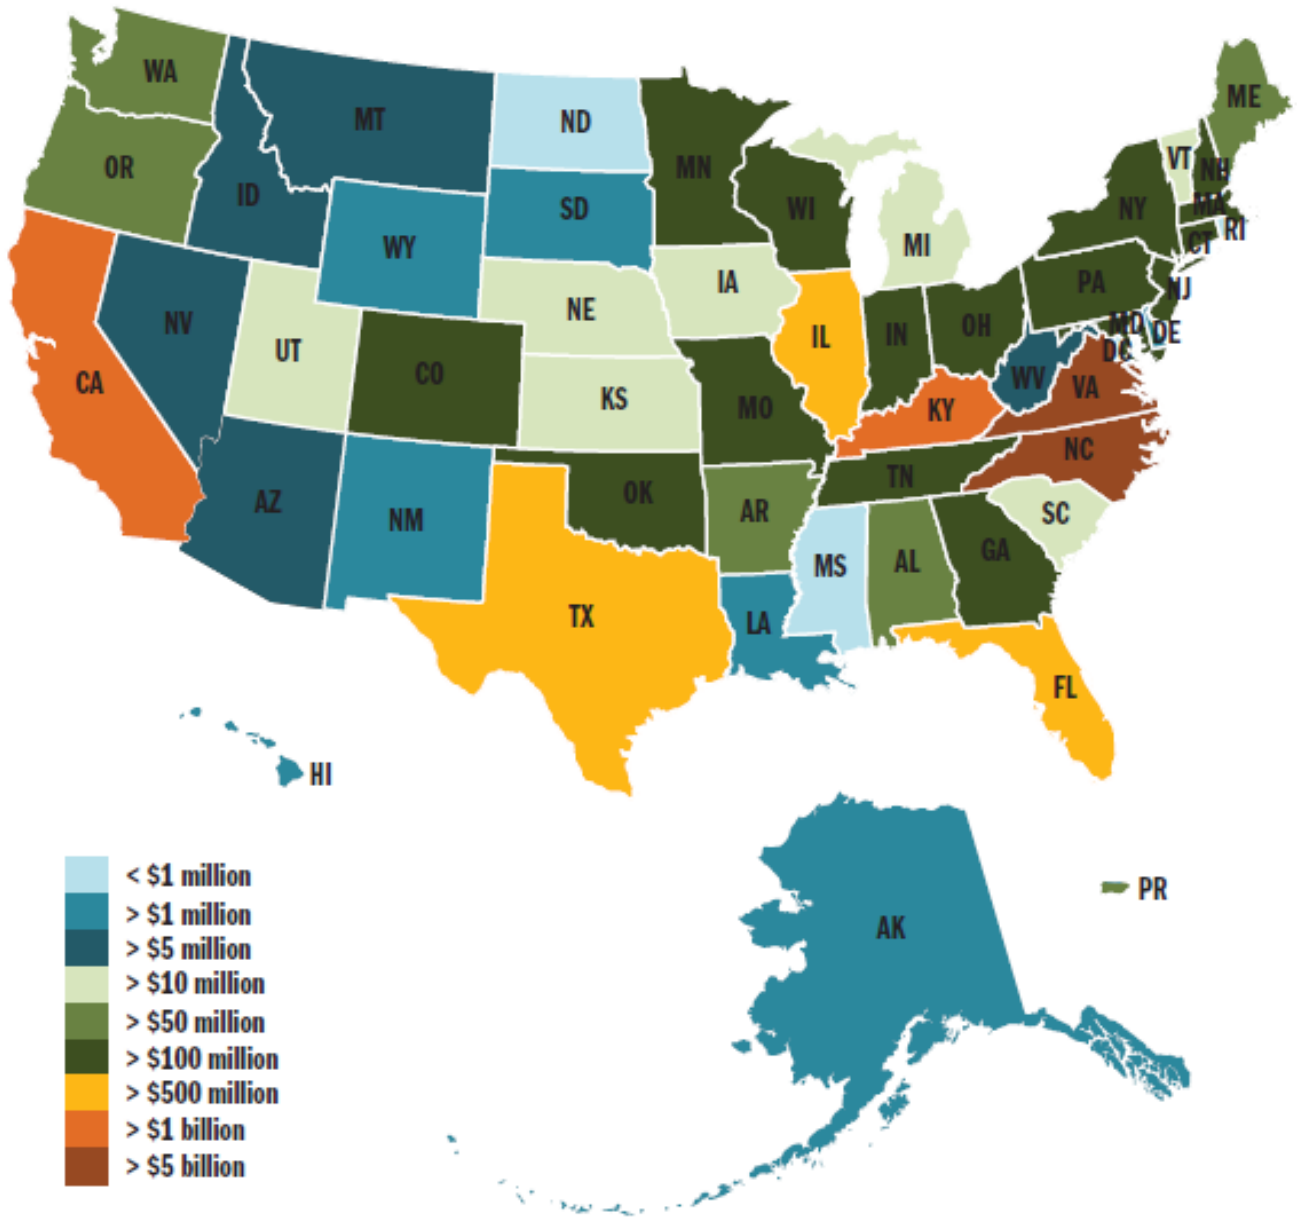 WA
ME
MT
ND
VT
OR
MN
NH
ID
SD
WI
MA
NY
RI
WY
MI
CT
IA
PA
NJ
NE
NV
OH
MD
DE
IL
IN
UT
DC
CO
WV
CA
KS
VA
MO
KY
NC
TN
OK
AZ
AR
SC
NM
GA
MS
AL
TX
LA
FL
HI
PR
AK
< $1 million
> $1 million
> $5 million
> $10 million
> $50 million
> $100 million
> $500 million
> $1 billion
> $5 billion